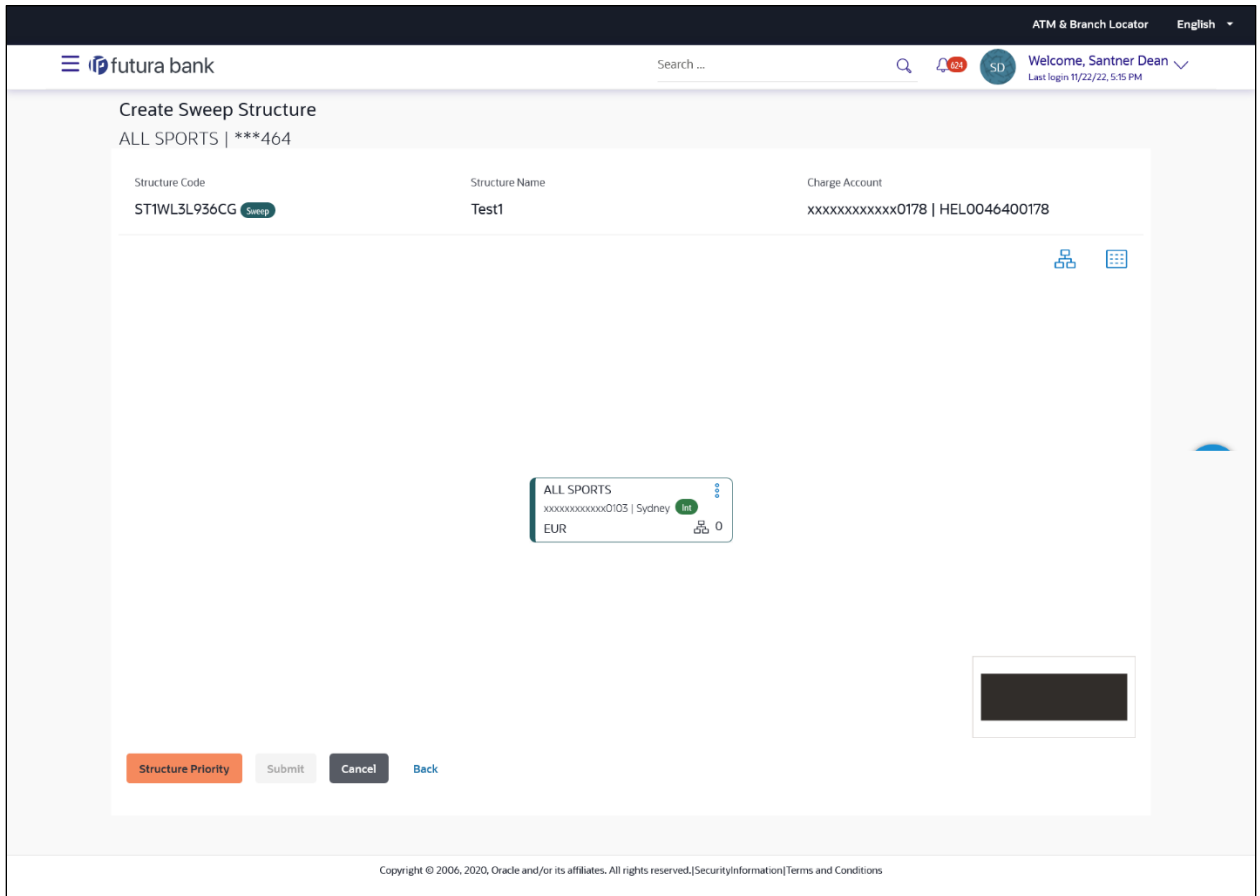 ATM & Branch Locator English
futura bank
Search ...
624
SD
Welcome, Santner Dean
Last login 11/22/22, 5:15 PM
Create Sweep Structure
ALL SPORTS | ***464
Structure Code
Structure Name
Charge Account
ST1WL3L936CG Sweep
Test1
xxxxxxxxxxxx0178 | HEL0046400178
ALL SPORTS
xxxxxxxxxxxx0103 | Sydney Int
EUR
0
Structure Priority Submit Cancel Back
Copyright © 2006, 2020, Oracle and/or its affiliates. All rights reserved.|SecurityInformation|Terms and Conditions